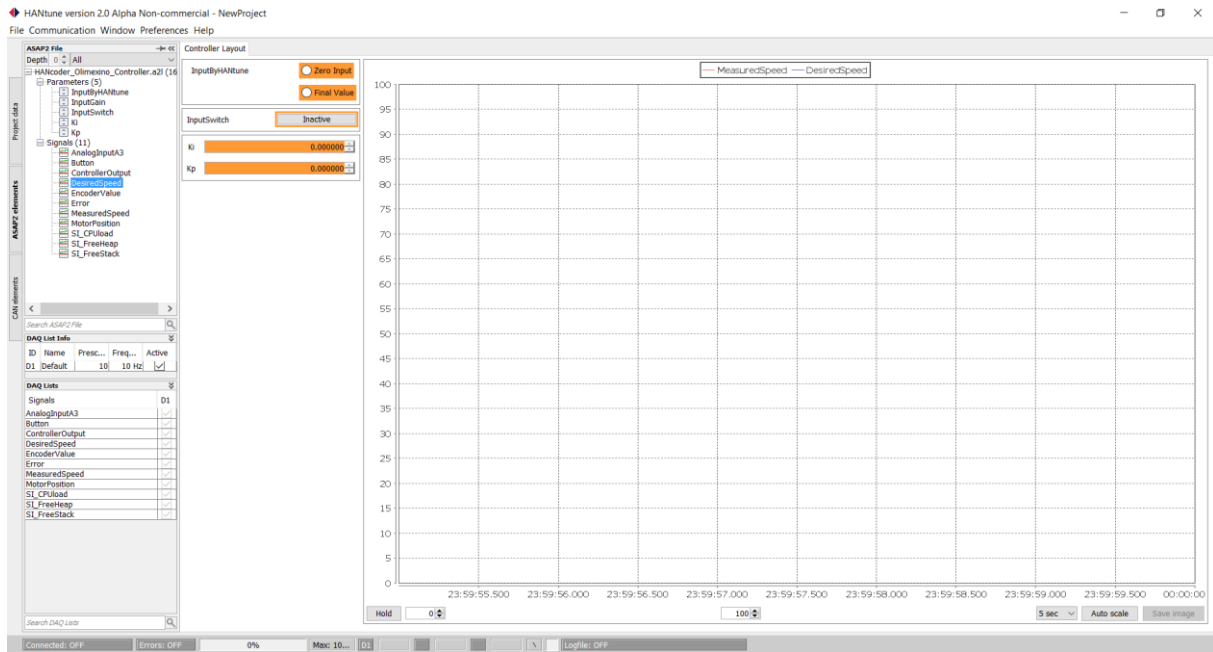 HANtune version 2.0 Alpha Non-commercial - NewProject
File Communication Window Preferences Help
ASAP2 File
Depth 0 All
HANcoder_Olimexino_Controller.a2l (16
Parameters (5)
InputByHANtune
InputGain
InputSwitch
Ki
Kp
Signals (11)
AnalogInputA3
Button
ControllerOutput
DesiredSpeed
EncoderValue
Error
MeasuredSpeed
MotorPosition
SI_CPUload
SI_FreeHeap
SI_FreeStack
Search ASAP2 File
DAQ List Info
ID Name Presc... Freq... Active
D1 Default 10 10 Hz
DAQ Lists
Signals D1
AnalogInputA3
Button
ControllerOutput
DesiredSpeed
EncoderValue
Error
MeasuredSpeed
MotorPosition
SI_CPUload
SI_FreeHeap
SI_FreeStack
Search DAQ Lists
Project data
ASAP2 elements
CAN elements
Controller Layout
InputByHANtune
Zero Input
Final Value
InputSwitch Inactive
Ki 0.000000
Kp 0.000000
MeasuredSpeed DesiredSpeed
100
95
90
85
80
75
70
65
60
55
50
45
40
35
30
25
20
15
10
5
0
23:59:55.500 23:59:56.000 23:59:56.500 23:59:57.000 23:59:57.500 23:59:58.000 23:59:58.500 23:59:59.000 23:59:59.500 00:00:00
Hold 0 100 5 sec Auto scale Save image
Connected: OFF Errors: OFF 0% Max: 10... D1 \ Logfile: OFF